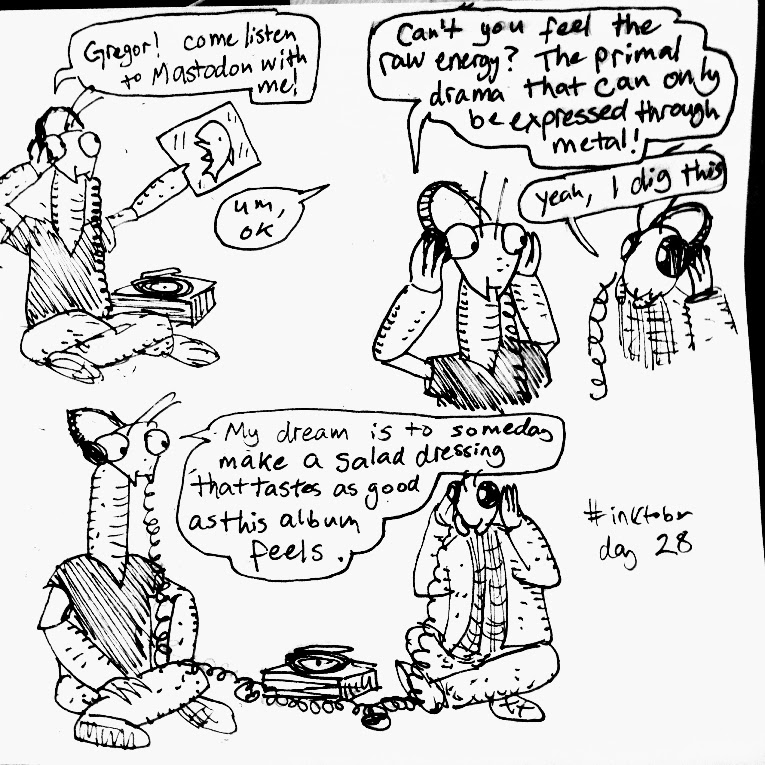 Gregor! come listen
to Mastodon with
me!
um,
ok
Can't you feel the
raw energy? The primal
drama that can only
be expressed through
metal!
yeah, I dig this
My dream is to someday
make a salad dressing
that tastes as good
as this album
feels.
#inktober
day 28